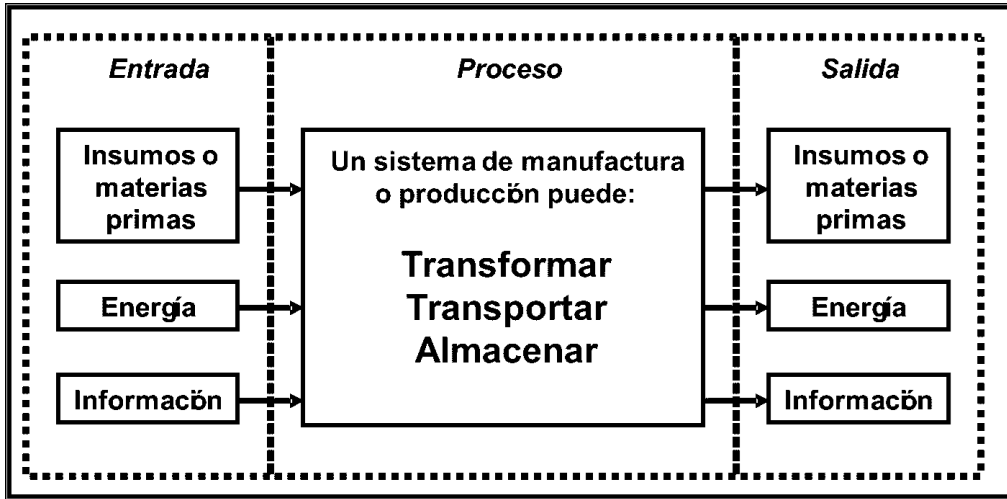 Entrada
Proceso
Salida
Insumos o
materias
primas
Energía
Información
Un sistema de manufactura
o producción puede:
Transformar
Transportar
Almacenar
Insumos o
materias
primas
Energía
Información